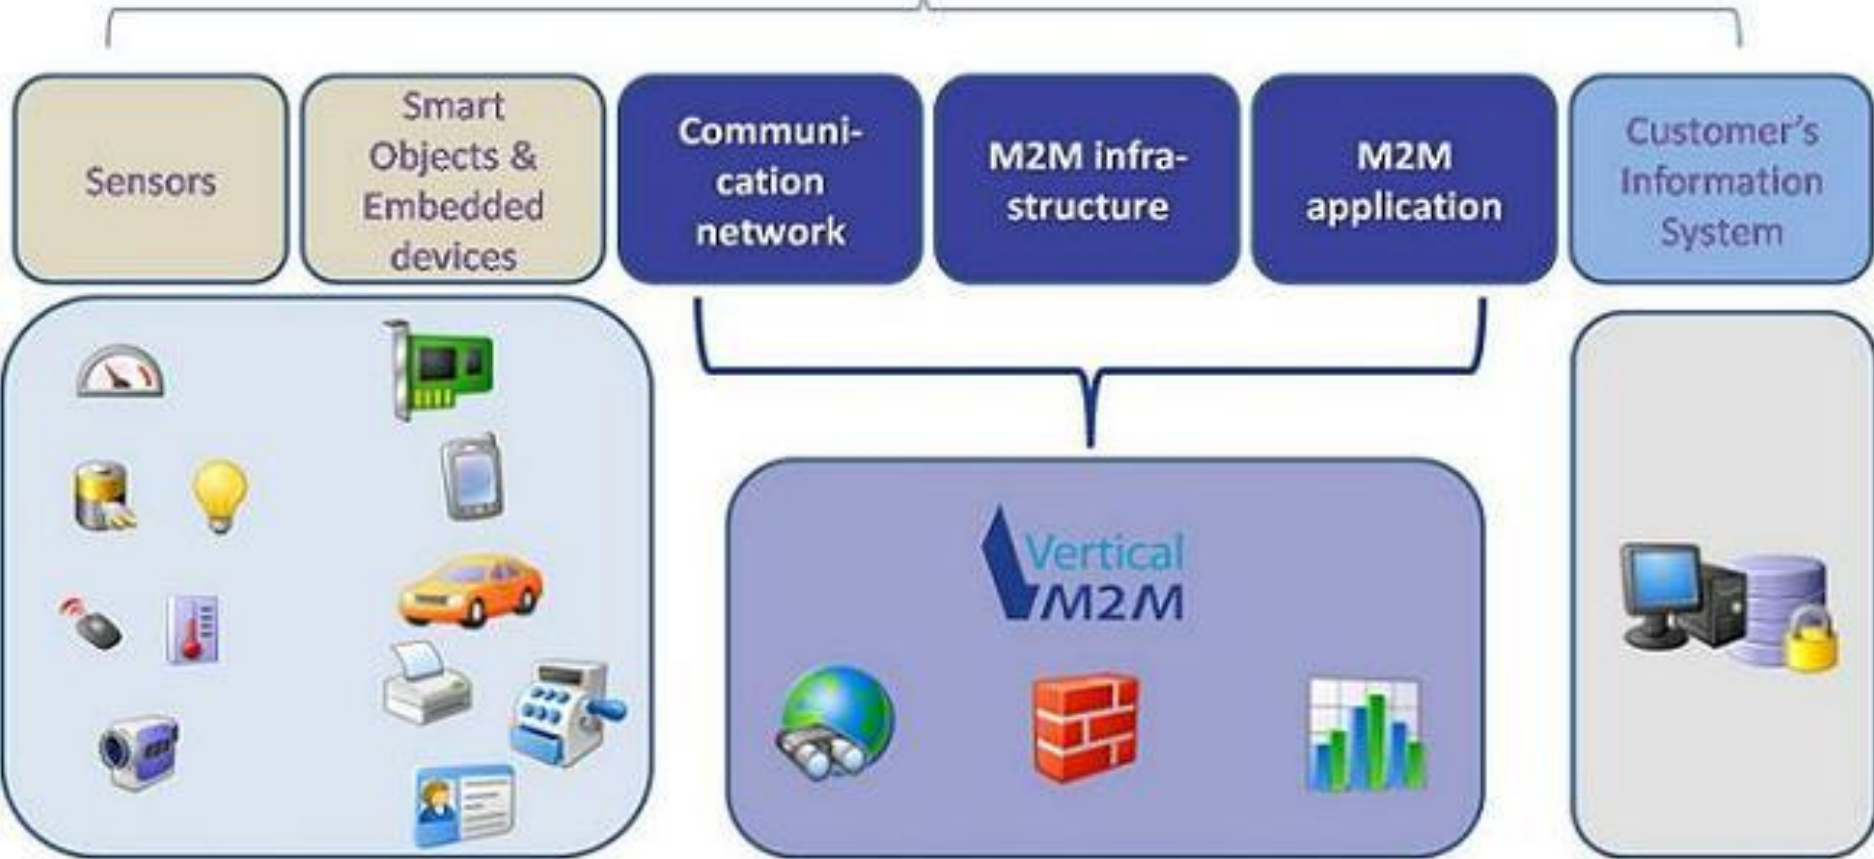 Sensors
Smart
Objects &
Embedded
devices
Communi-
cation
network
M2M infra-
structure
M2M
application
Customer's
Information
System
Vertical
M2M